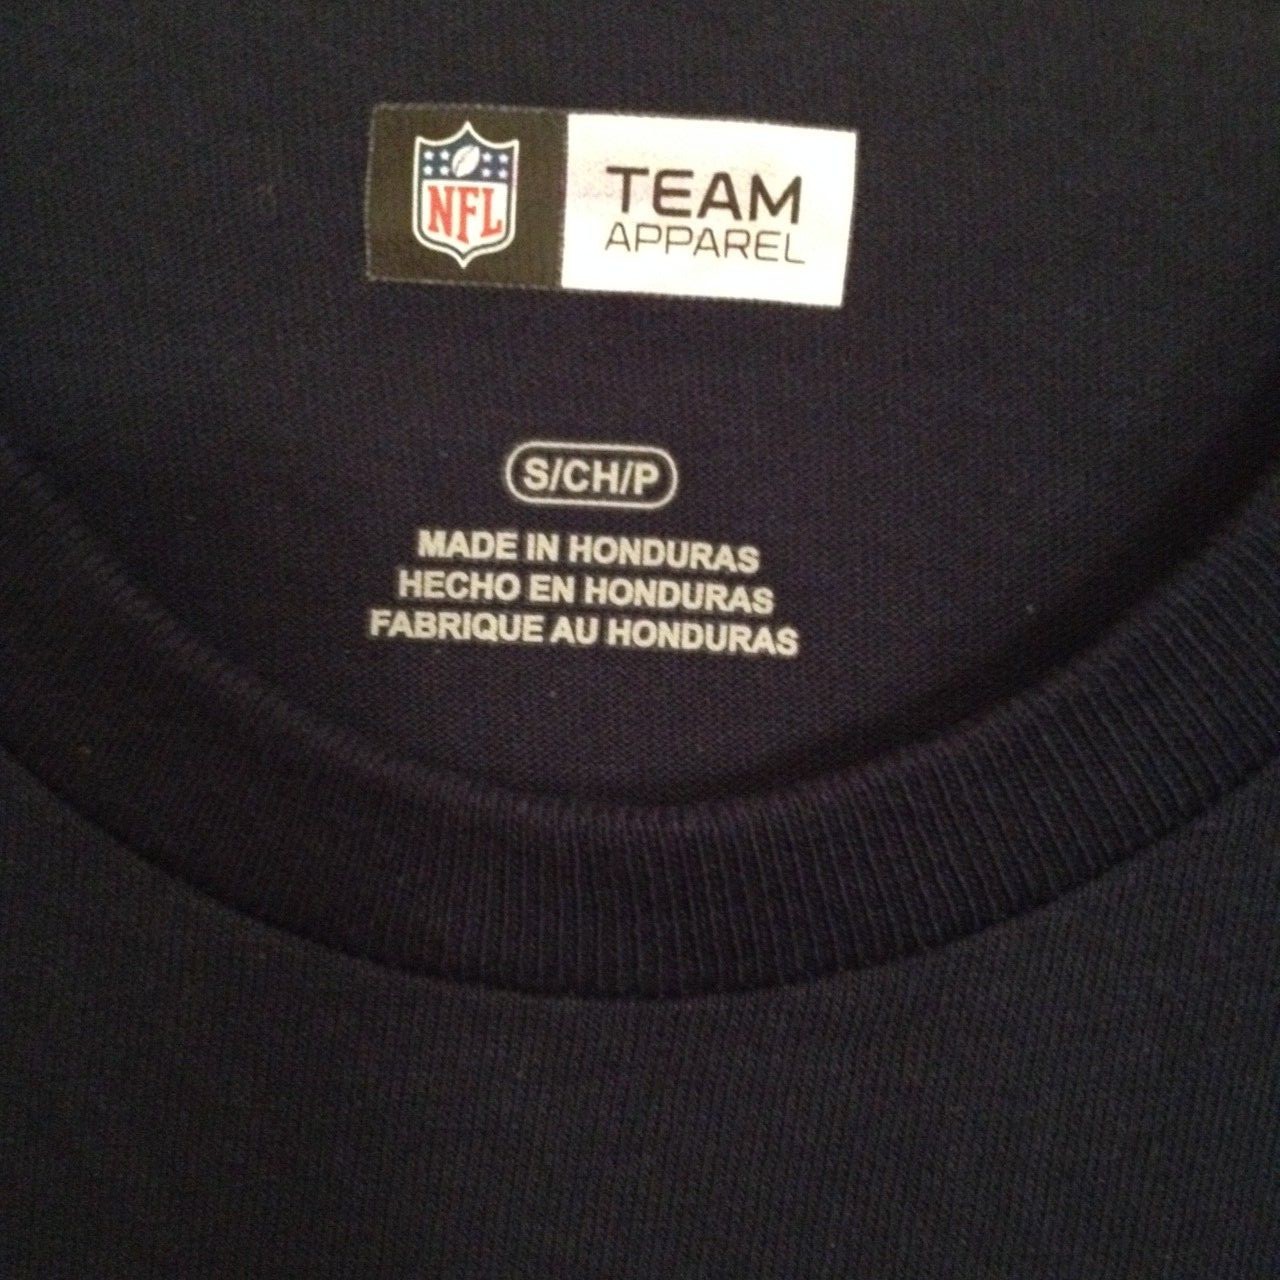 NFL
TEAM
APPAREL
S/CH/P
MADE IN HONDURAS
HECHO EN HONDURAS
FABRIQUE AU HONDURAS